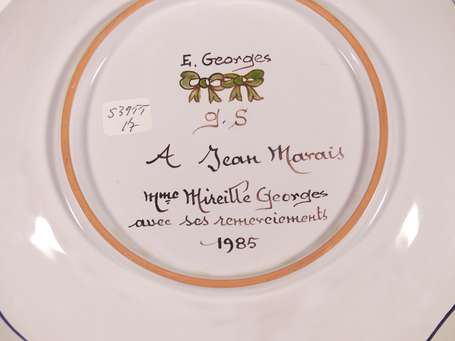 E. Georges
g. S
A Jean Marais
Mme Mireille Georges
avec ses remerciements
1985